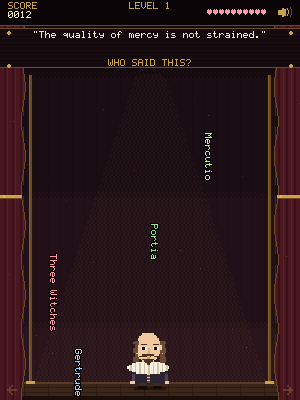 SCORE
0012
LEVEL 1
"The quality of mercy is not strained."
WHO SAID THIS?
Mercutio
Portia
Three Witches
Gertrude